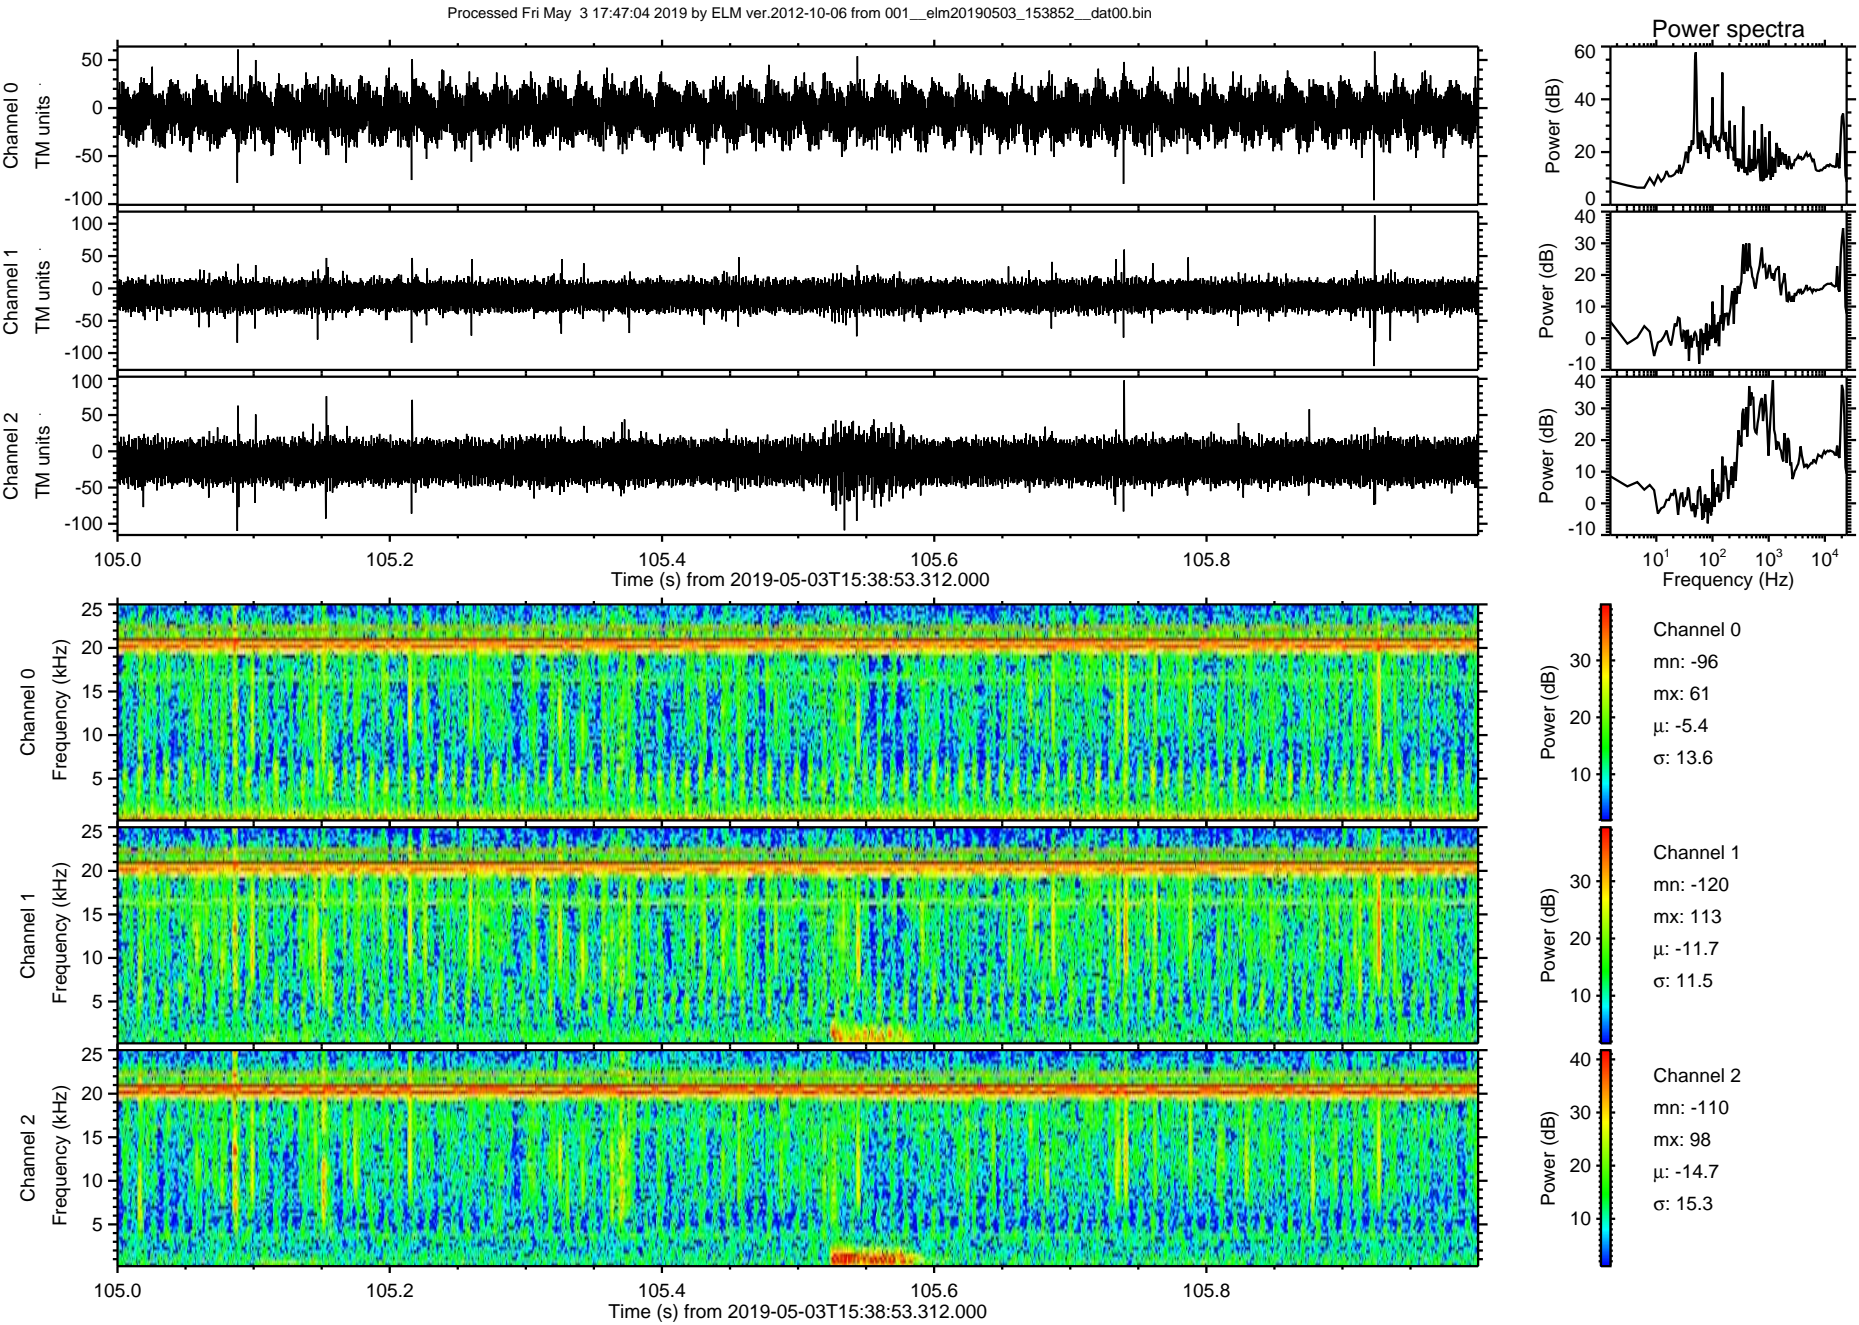 Processed Fri May  3 17:47:04 2019 by ELM ver.2012-10-06 from 001__elm20190503_153852__dat00.bin
Power spectra
Channel 0
TM units
50
0
-50
-100
Power (dB)
60
40
20
0
Channel 1
TM units
100
50
0
-50
-100
Power (dB)
40
30
20
10
0
-10
Channel 2
TM units
100
50
0
-50
-100
Power (dB)
40
30
20
10
0
-10
105.0 105.2 105.4 105.6 105.8
Time (s) from 2019-05-03T15:38:53.312.000
10¹ 10² 10³ 10⁴
Frequency (Hz)
Channel 0
Frequency (kHz)
25
20
15
10
5
Power (dB)
30
20
10
Channel 0
mn: -96
mx: 61
μ: -5.4
σ: 13.6
Channel 1
Frequency (kHz)
25
20
15
10
5
Power (dB)
30
20
10
Channel 1
mn: -120
mx: 113
μ: -11.7
σ: 11.5
Channel 2
Frequency (kHz)
25
20
15
10
5
Power (dB)
40
30
20
10
Channel 2
mn: -110
mx: 98
μ: -14.7
σ: 15.3
105.0 105.2 105.4 105.6 105.8
Time (s) from 2019-05-03T15:38:53.312.000